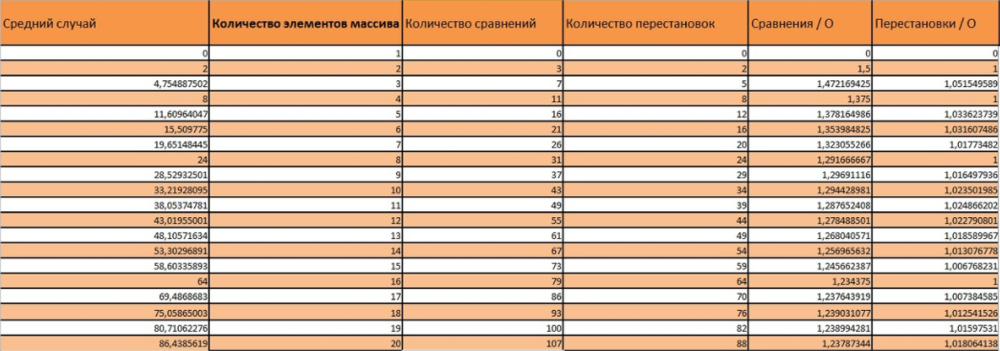 Средний случай Количество элементов массива Количество сравнений Количество перестановок Сравнения / O Перестановки / O
0 1 0 0 0 0
2 2 3 2 1,5 1
4,754887502 3 7 5 1,472169425 1,051549589
8 4 11 8 1,375 1
11,60964047 5 16 12 1,378164986 1,033623739
15,509775 6 21 16 1,353984825 1,031607486
19,65148445 7 26 20 1,323055266 1,01773482
24 8 31 24 1,291666667 1
28,52932501 9 37 29 1,29691116 1,016497936
33,21928095 10 43 34 1,294428981 1,023501985
38,05374781 11 49 39 1,287652408 1,024866202
43,01955001 12 55 44 1,278488501 1,022790801
48,10571634 13 61 49 1,268040571 1,018589967
53,30296891 14 67 54 1,256965632 1,013076778
58,60335893 15 73 59 1,245662387 1,006768231
64 16 79 64 1,234375 1
69,4868683 17 86 70 1,237643919 1,007384585
75,05865003 18 93 76 1,239031077 1,012541526
80,71062276 19 100 82 1,238994281 1,01597531
86,4385619 20 107 88 1,23787344 1,018064138